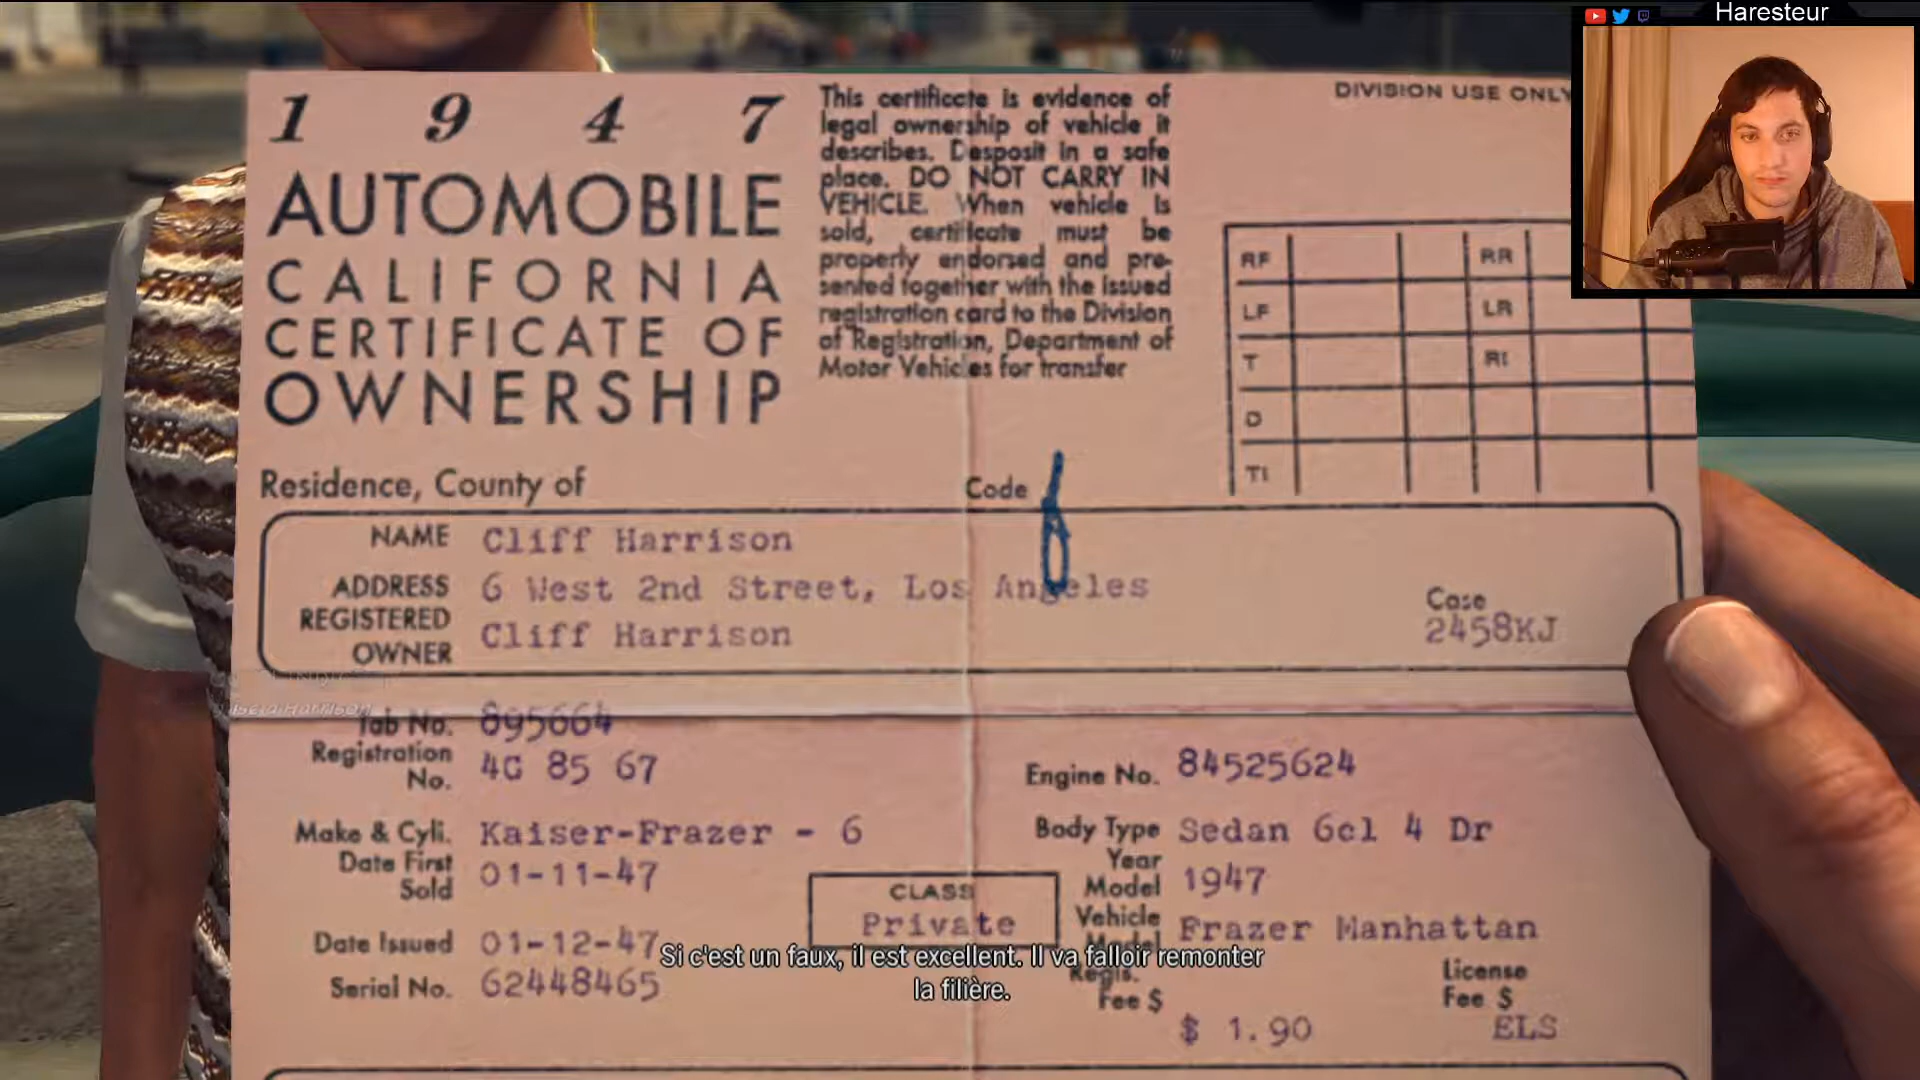 Haresteur
1 9 4 7
AUTOMOBILE
CALIFORNIA
CERTIFICATE OF
OWNERSHIP
This certificate is evidence of
legal ownership of vehicle it
describes. Desposit in a safe
place. DO NOT CARRY IN
VEHICLE. When vehicle is
sold, certificate must be
properly endorsed and pre-
sented together with the issued
registration card to the Division
of Registration, Department of
Motor Vehicles for transfer
DIVISION USE ONLY
RF RR
LF LR
T RI
D
TI
Residence, County of
Code
NAME Cliff Harrison
ADDRESS 6 West 2nd Street, Los Angeles
REGISTERED
OWNER Cliff Harrison
Case
2458KJ
Tab No. 895664
Registration
No. 4G 85 67
Engine No. 84525624
Make & Cyli. Kaiser-Frazer - 6
Body Type Sedan 6cl 4 Dr
Date First
Sold 01-11-47
Year
Model 1947
CLASS
Private
Vehicle
Model Frazer Manhattan
Date Issued 01-12-47
Serial No. 62448465
Regis.
Fee $
$ 1.90
License
Fee $
ELS
Si c'est un faux, il est excellent. Il va falloir remonter
la filière.